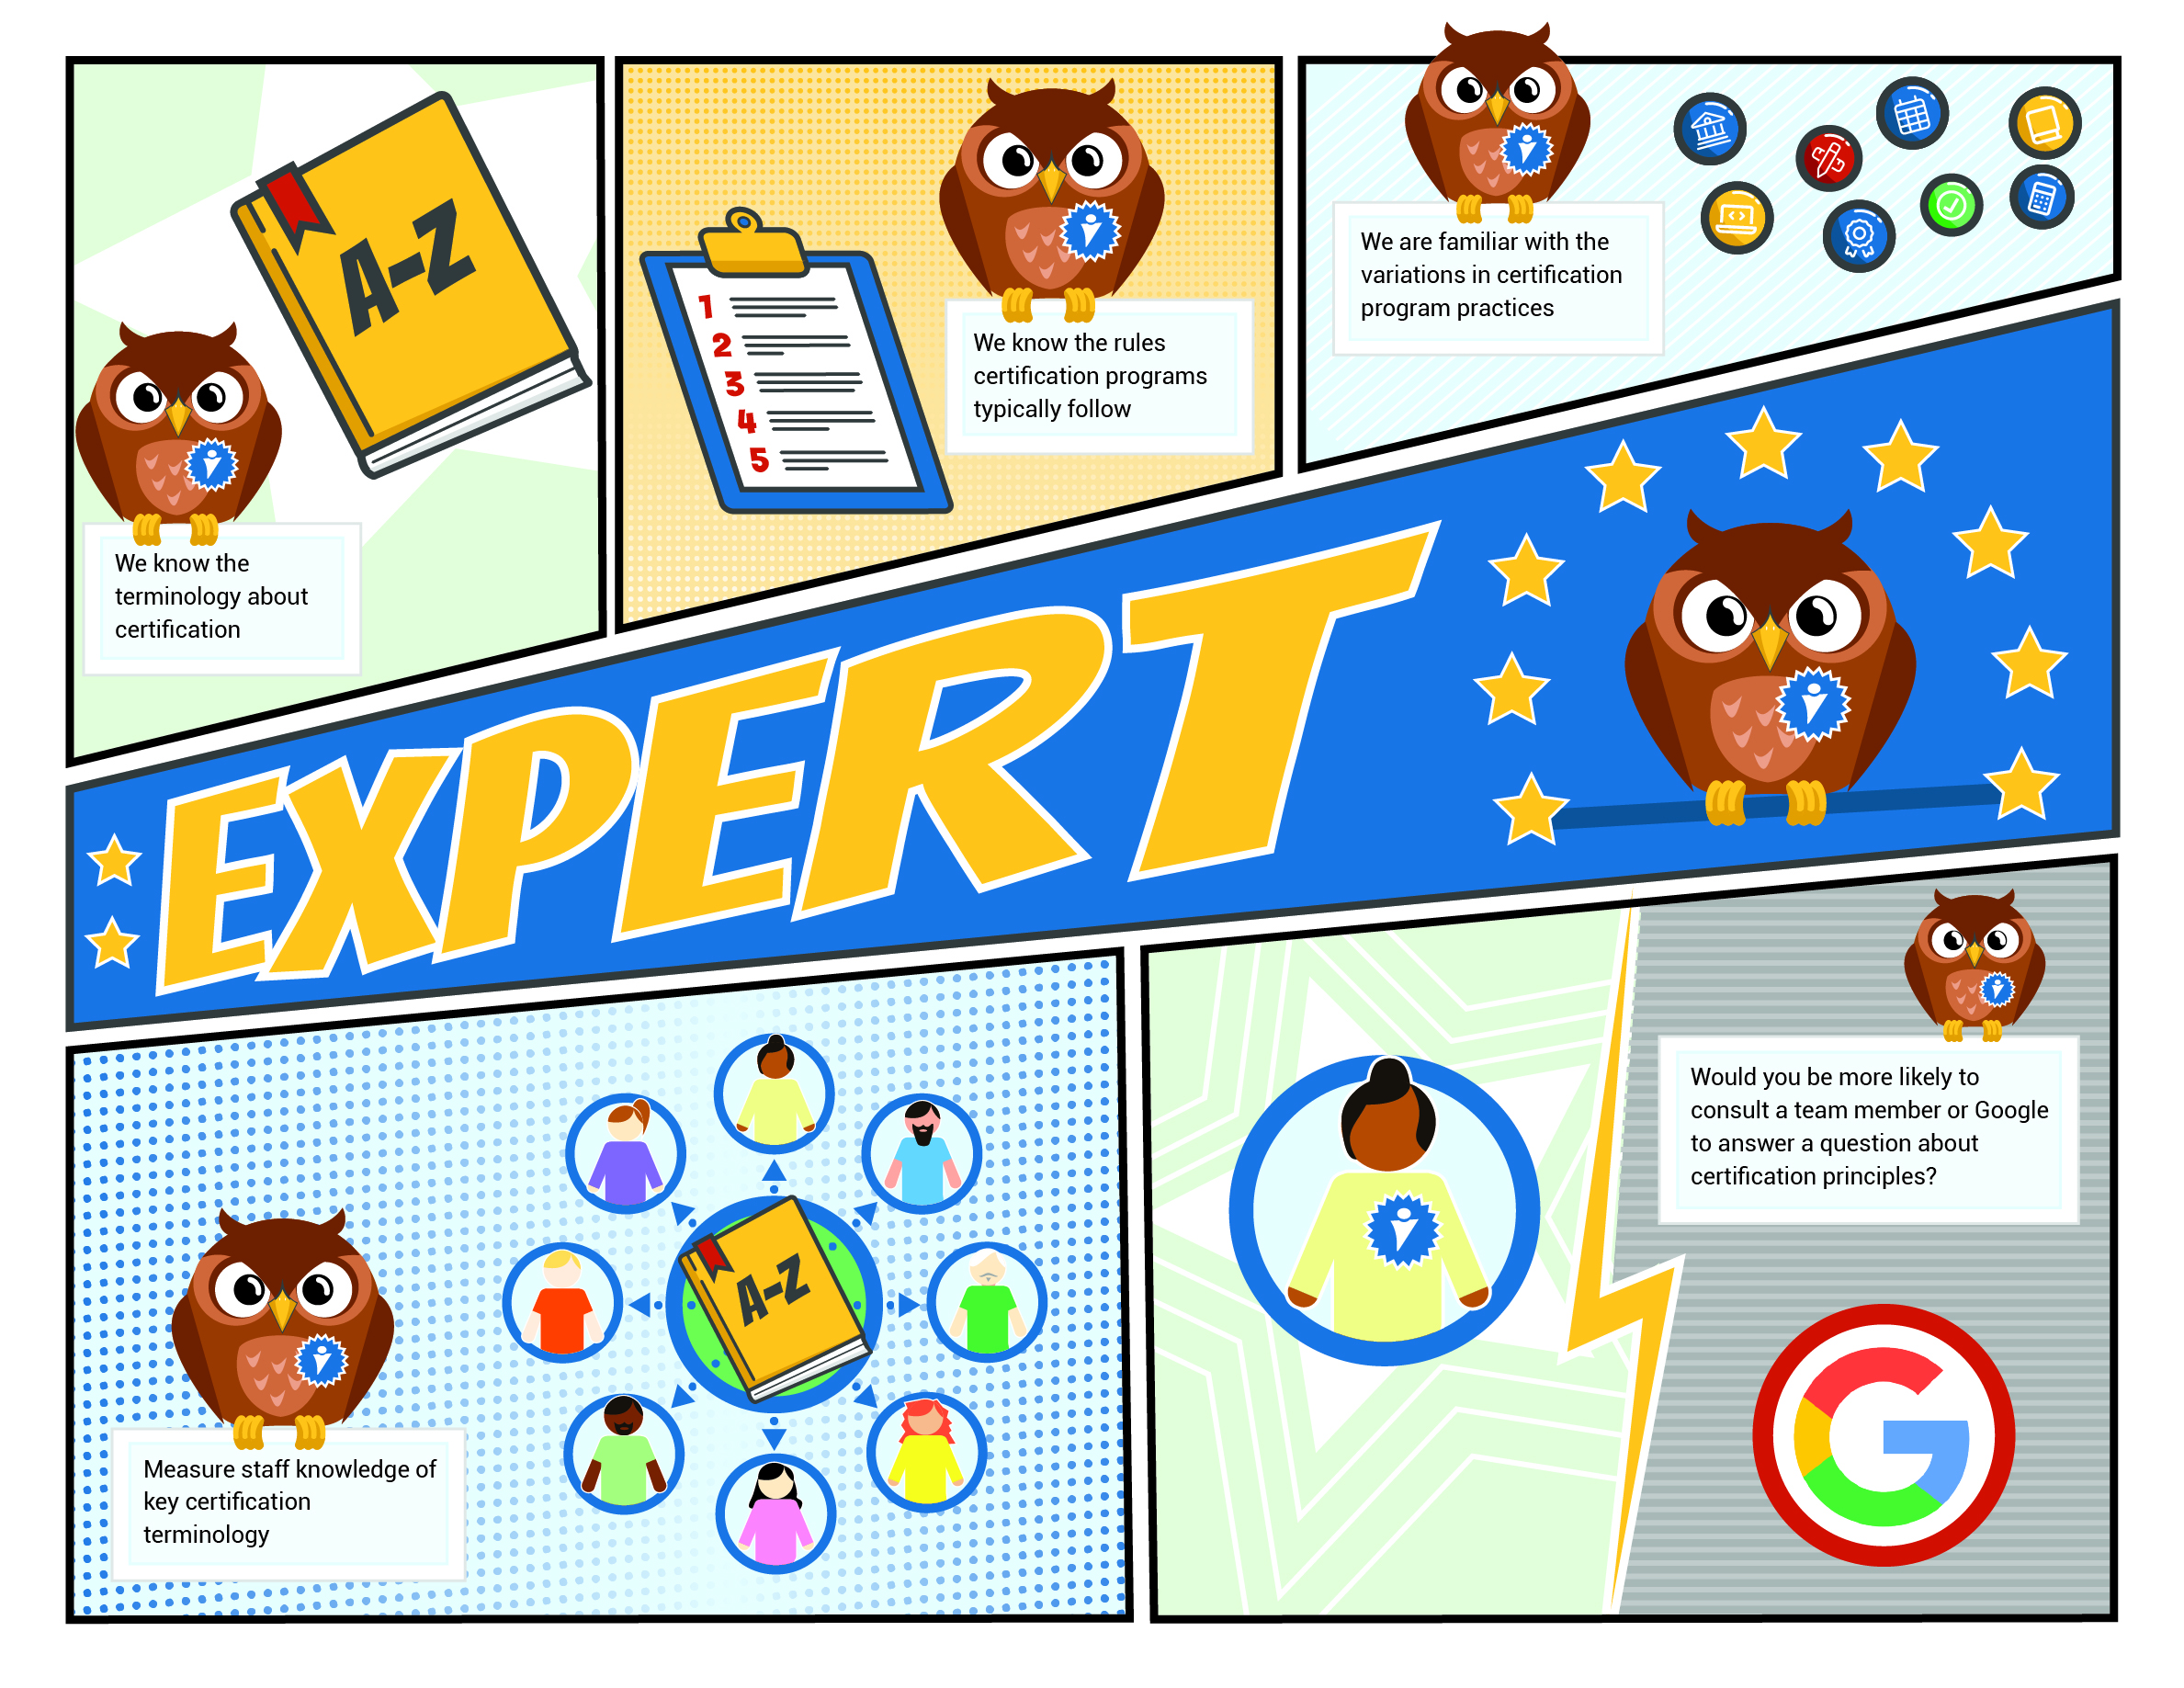 A-Z
We know the
terminology about
certification
1
2
3
4
5
We know the rules
certification programs
typically follow
We are familiar with the
variations in certification
program practices
EXPERT
A-Z
Measure staff knowledge of
key certification
terminology
Would you be more likely to
consult a team member or Google
to answer a question about
certification principles?
G